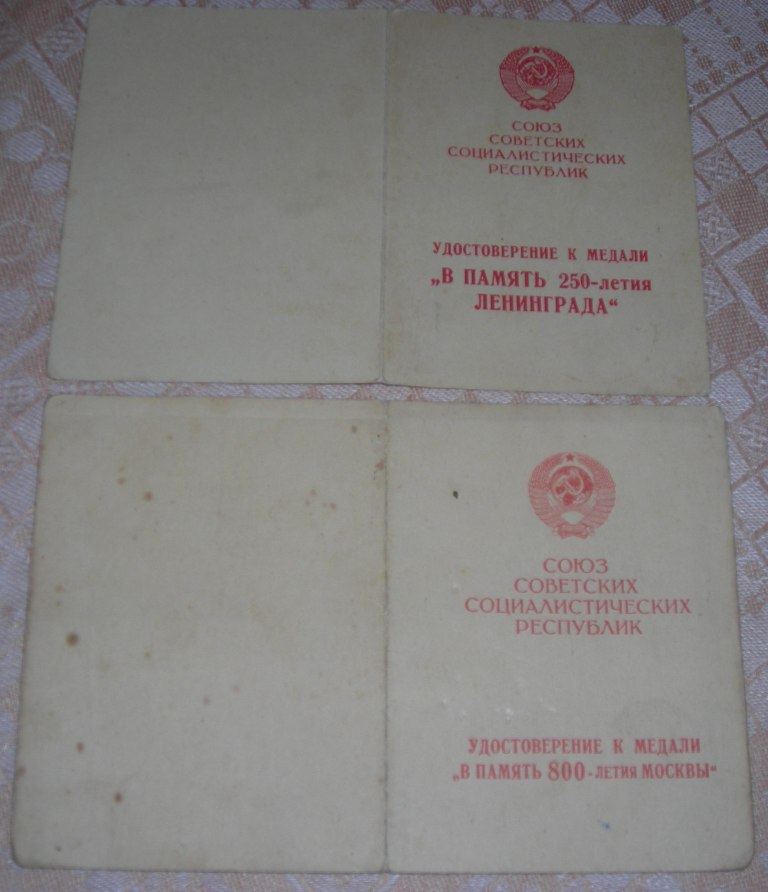 СОЮЗ
СОВЕТСКИХ
СОЦИАЛИСТИЧЕСКИХ
РЕСПУБЛИК
УДОСТОВЕРЕНИЕ К МЕДАЛИ
„В ПАМЯТЬ 250-летия
ЛЕНИНГРАДА“
СОЮЗ
СОВЕТСКИХ
СОЦИАЛИСТИЧЕСКИХ
РЕСПУБЛИК
УДОСТОВЕРЕНИЕ К МЕДАЛИ
„В ПАМЯТЬ 800-ЛЕТИЯ МОСКВЫ“